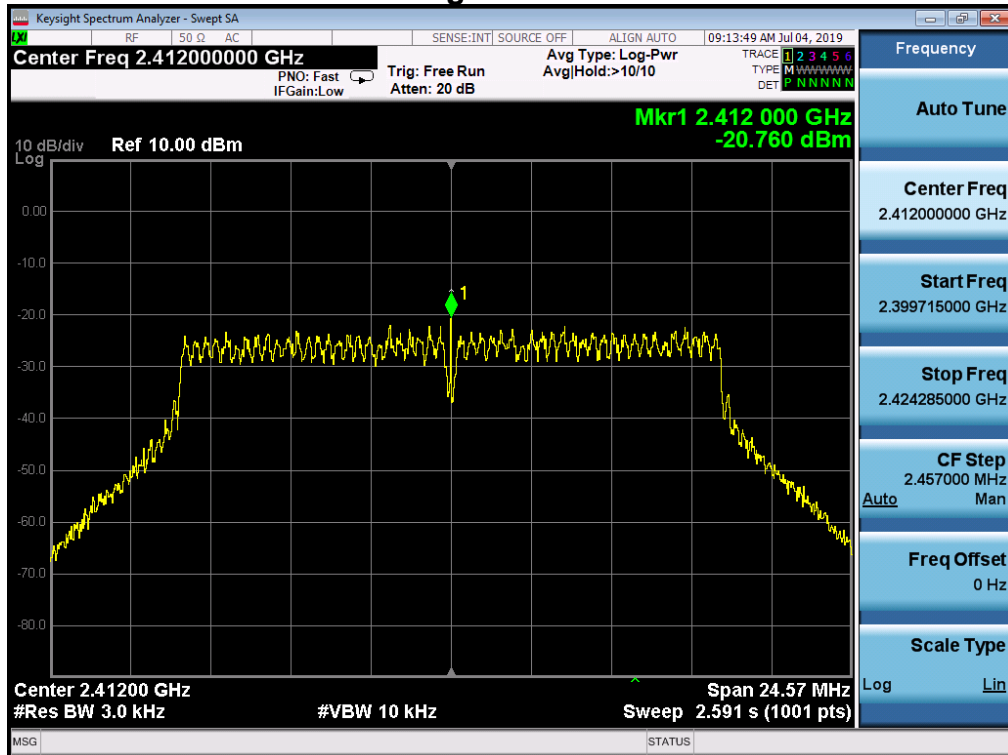 Keysight Spectrum Analyzer - Swept SA
LXI RF 50 Ω AC SENSE:INT SOURCE OFF ALIGN AUTO 09:13:49 AM Jul 04, 2019
Center Freq 2.412000000 GHz
PNO: Fast
IFGain:Low
Trig: Free Run
Atten: 20 dB
Avg Type: Log-Pwr
Avg|Hold:>10/10
TRACE 1 2 3 4 5 6
TYPE M WWWWW
DET P N N N N N
Mkr1 2.412 000 GHz
-20.760 dBm
10 dB/div Ref 10.00 dBm
Log
1
0.00
-10.0
-20.0
-30.0
-40.0
-50.0
-60.0
-70.0
-80.0
Center 2.41200 GHz Span 24.57 MHz
#Res BW 3.0 kHz #VBW 10 kHz Sweep 2.591 s (1001 pts)
MSG STATUS
Frequency
Auto Tune
Center Freq
2.412000000 GHz
Start Freq
2.399715000 GHz
Stop Freq
2.424285000 GHz
CF Step
2.457000 MHz
Auto Man
Freq Offset
0 Hz
Scale Type
Log Lin